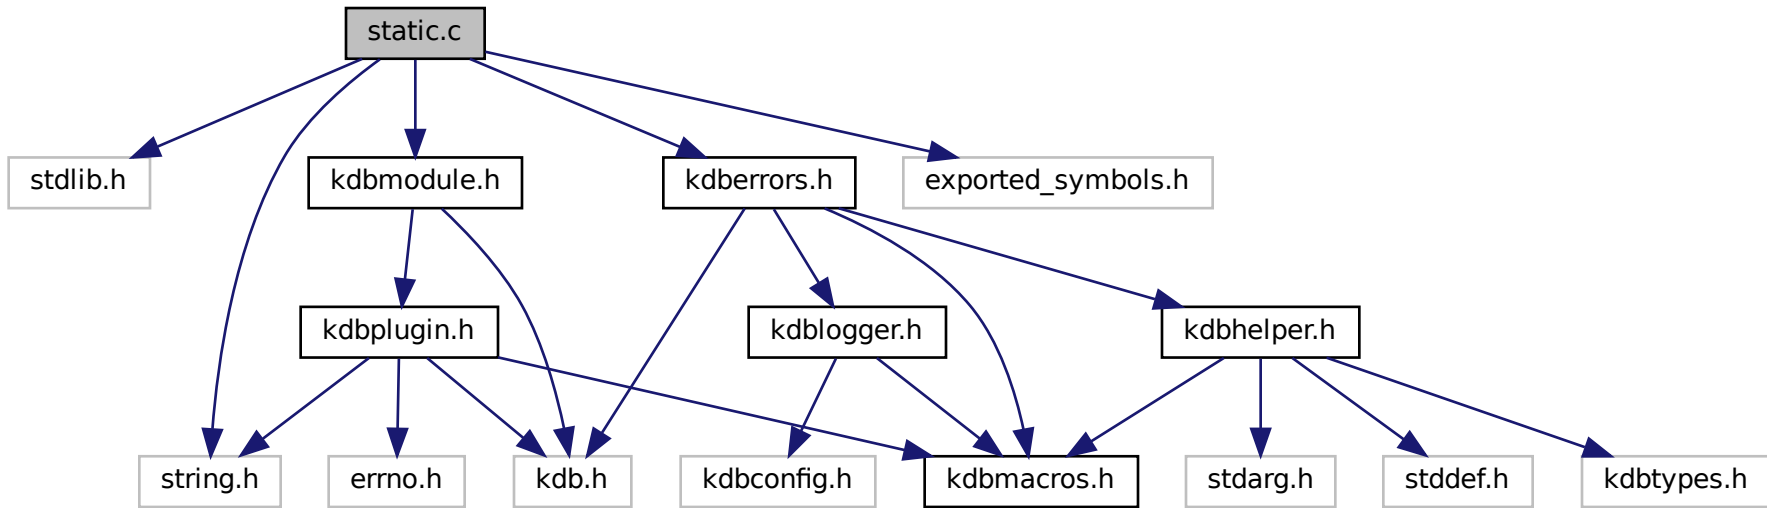 static.c
stdlib.h
kdbmodule.h
kdberrors.h
exported_symbols.h
kdbplugin.h
kdblogger.h
kdbhelper.h
string.h
errno.h
kdb.h
kdbconfig.h
kdbmacros.h
stdarg.h
stddef.h
kdbtypes.h